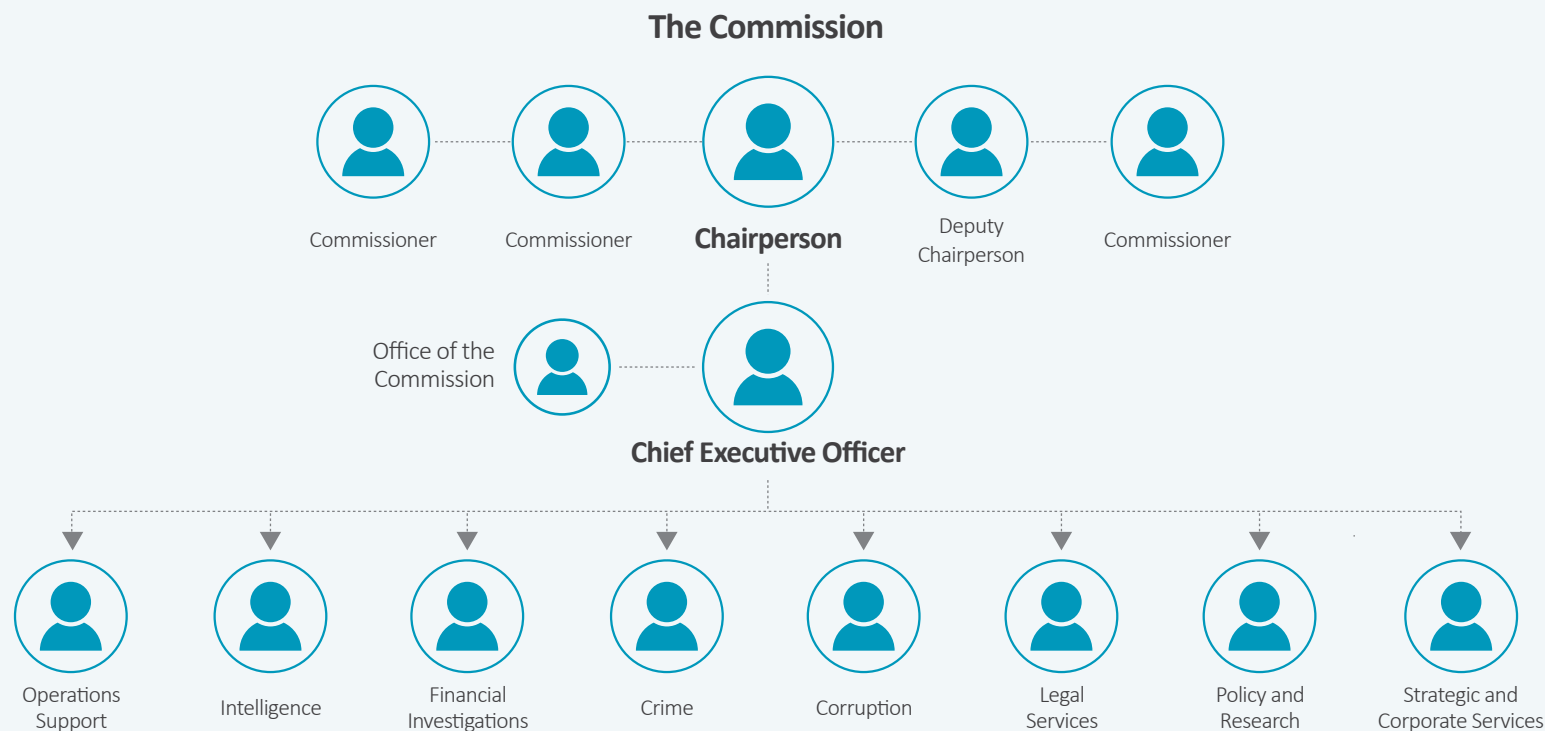 The Commission
Commissioner
Commissioner
Chairperson
Deputy
Chairperson
Commissioner
Office of the
Commission
Chief Executive Officer
Operations
Support
Intelligence
Financial
Investigations
Crime
Corruption
Legal
Services
Policy and
Research
Strategic and
Corporate Services